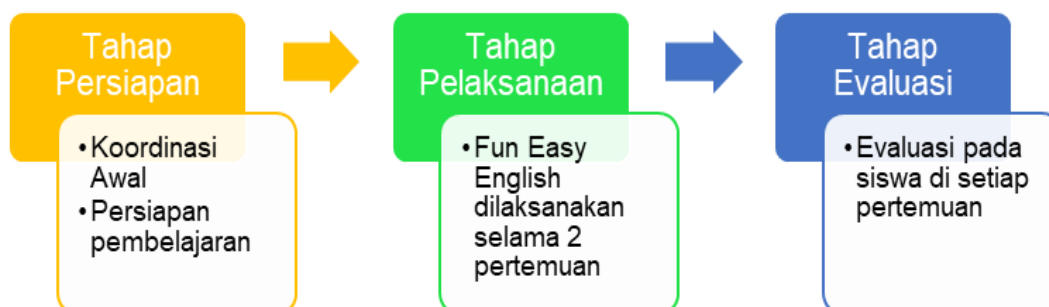 Tahap
Persiapan
•Koordinasi
Awal
•Persiapan
pembelajaran
Tahap
Pelaksanaan
•Fun Easy
English
dilaksanakan
selama 2
pertemuan
Tahap
Evaluasi
•Evaluasi pada
siswa di setiap
pertemuan